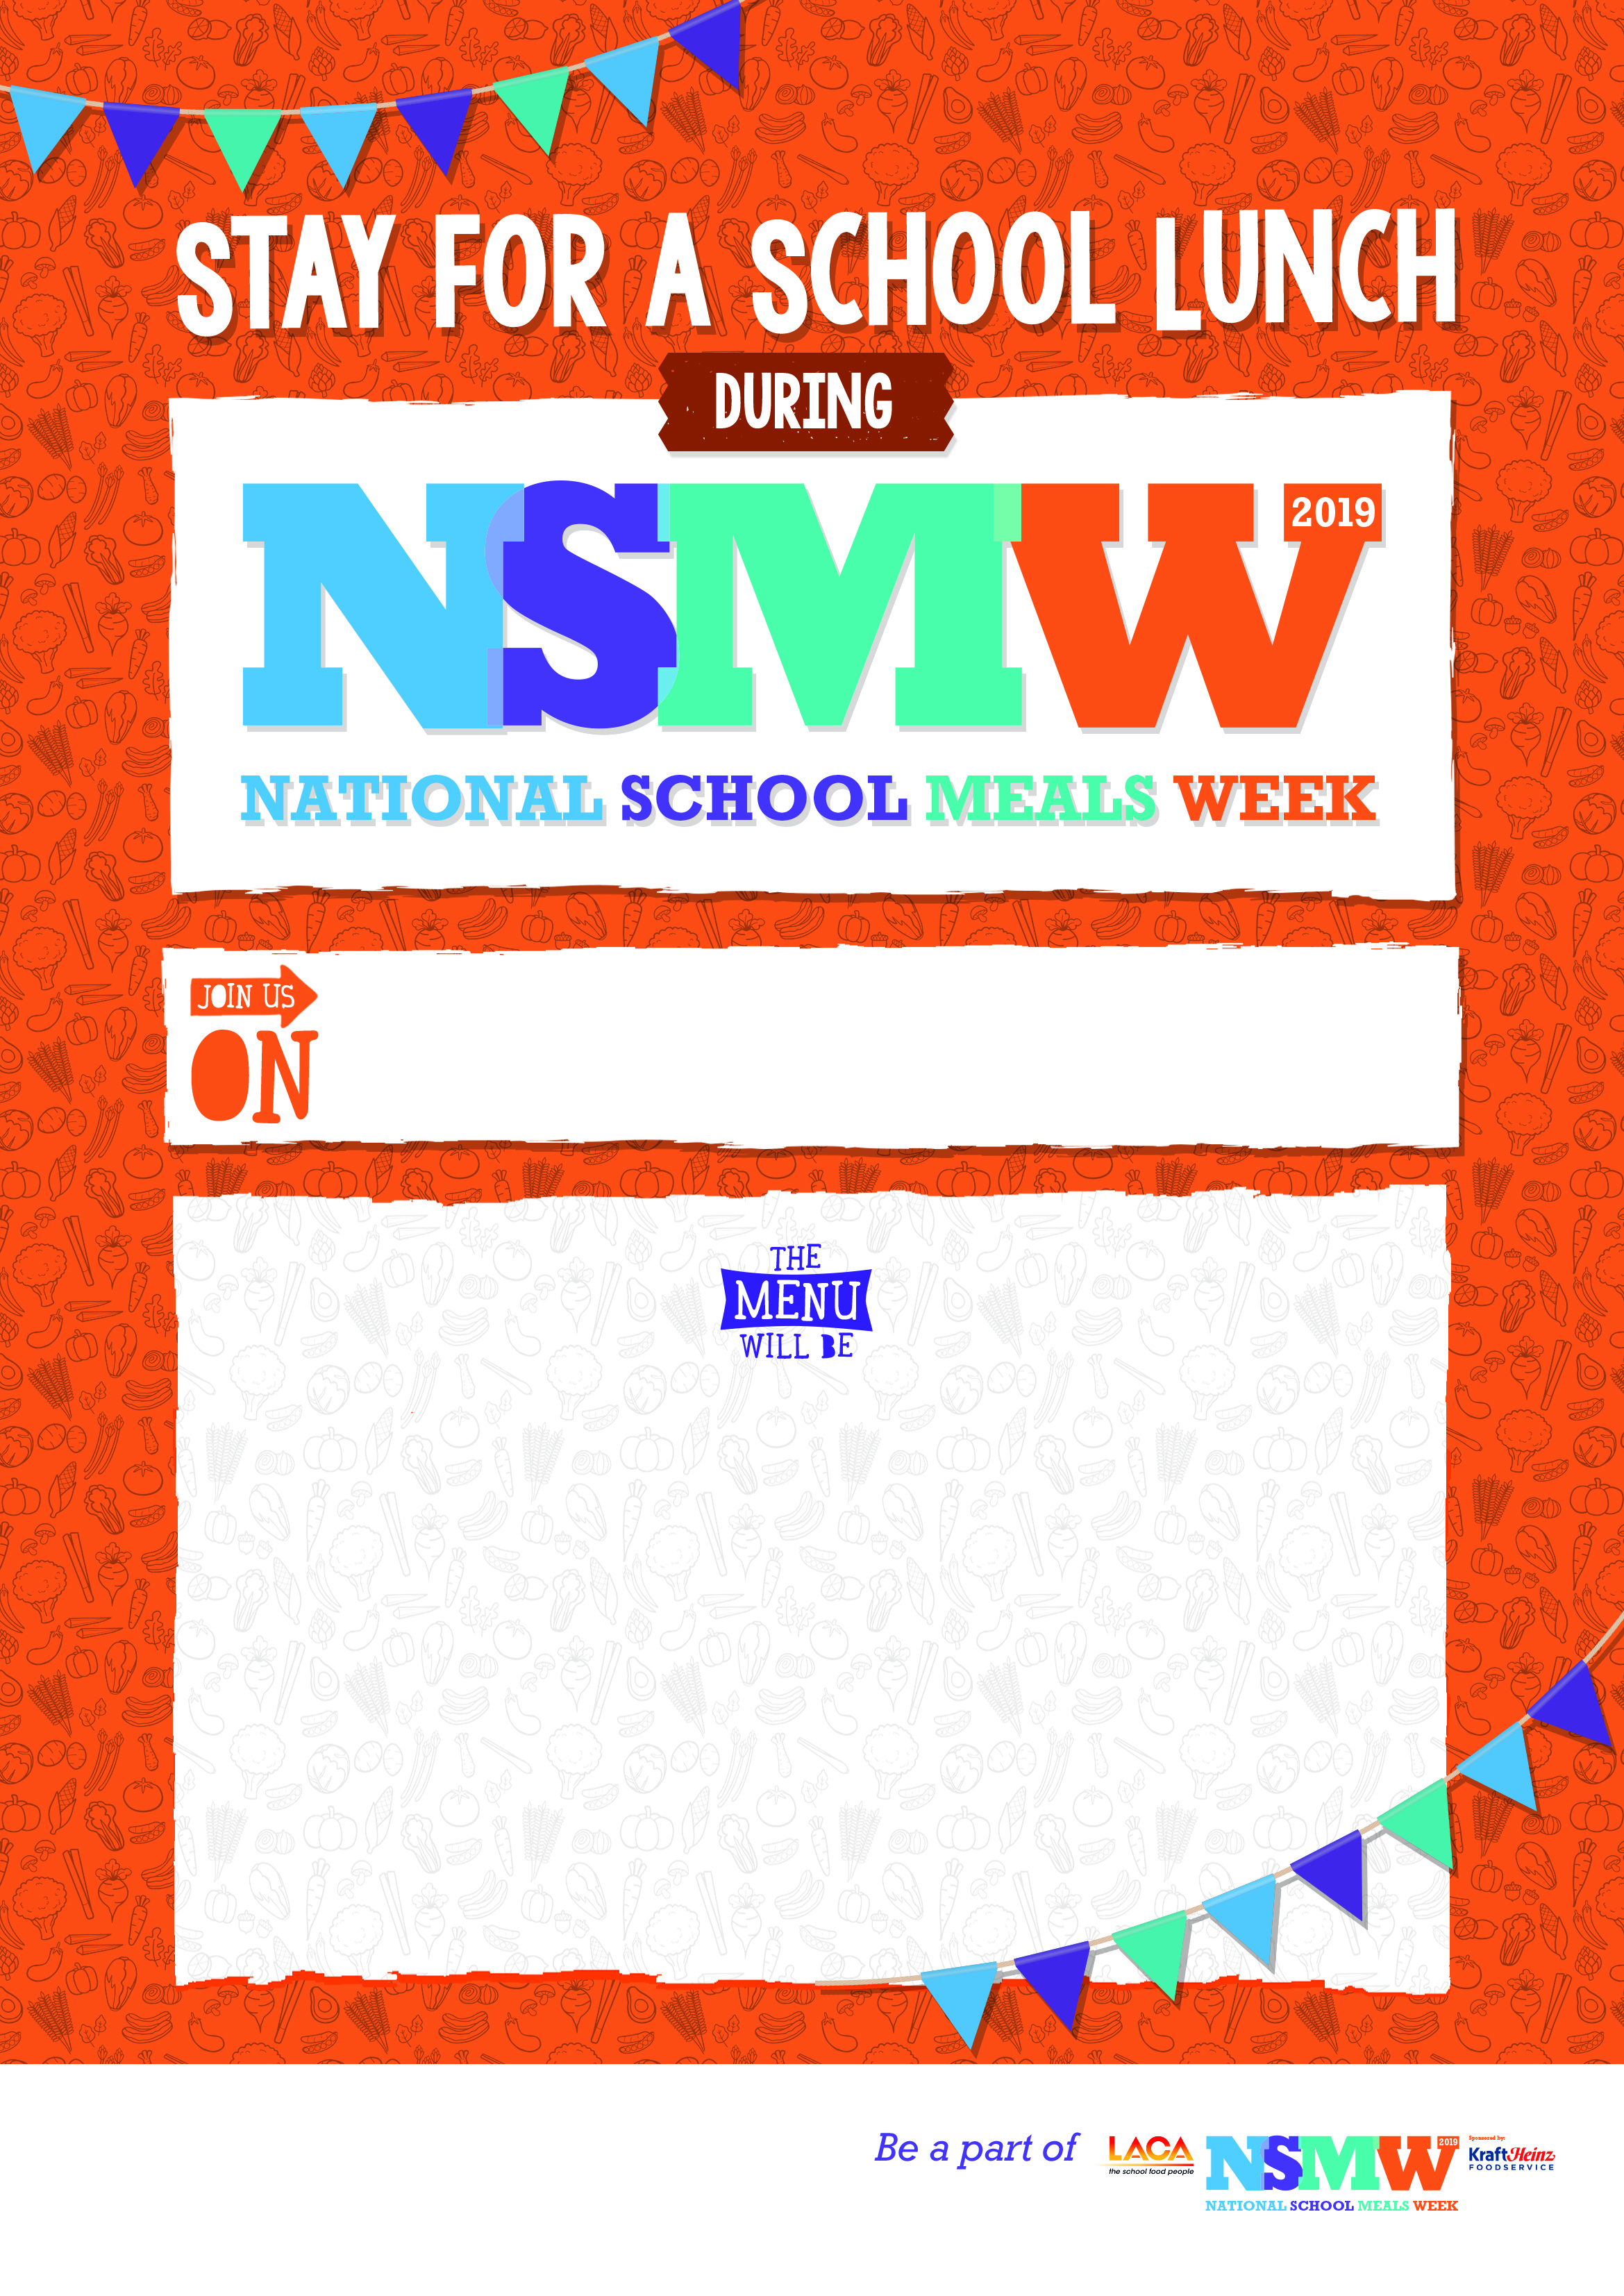 STAY FOR A SCHOOL LUNCH
DURING
NSMW 2019
NATIONAL SCHOOL MEALS WEEK
JOIN US
ON
THE
MENU
WILL BE
Be a part of
LACA
the school food people
NSMW 2019
NATIONAL SCHOOL MEALS WEEK
Sponsored by:
KraftHeinz
FOODSERVICE